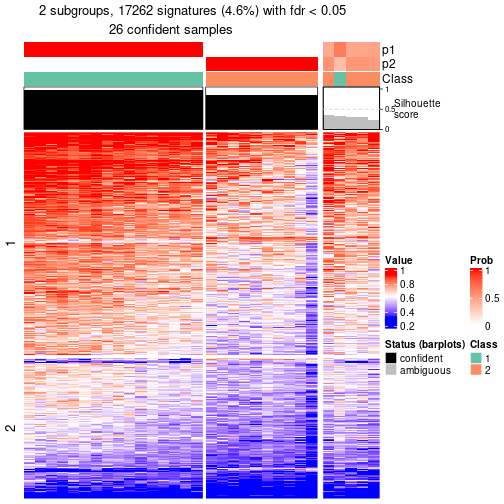 2 subgroups, 17262 signatures (4.6%) with fdr < 0.05
26 confident samples
p1
p2
Class
1
0.5
0
Silhouette
score
1
2
Value
1
0.8
0.6
0.4
0.2
Prob
1
0.5
0
Status (barplots)
confident
ambiguous
Class
1
2